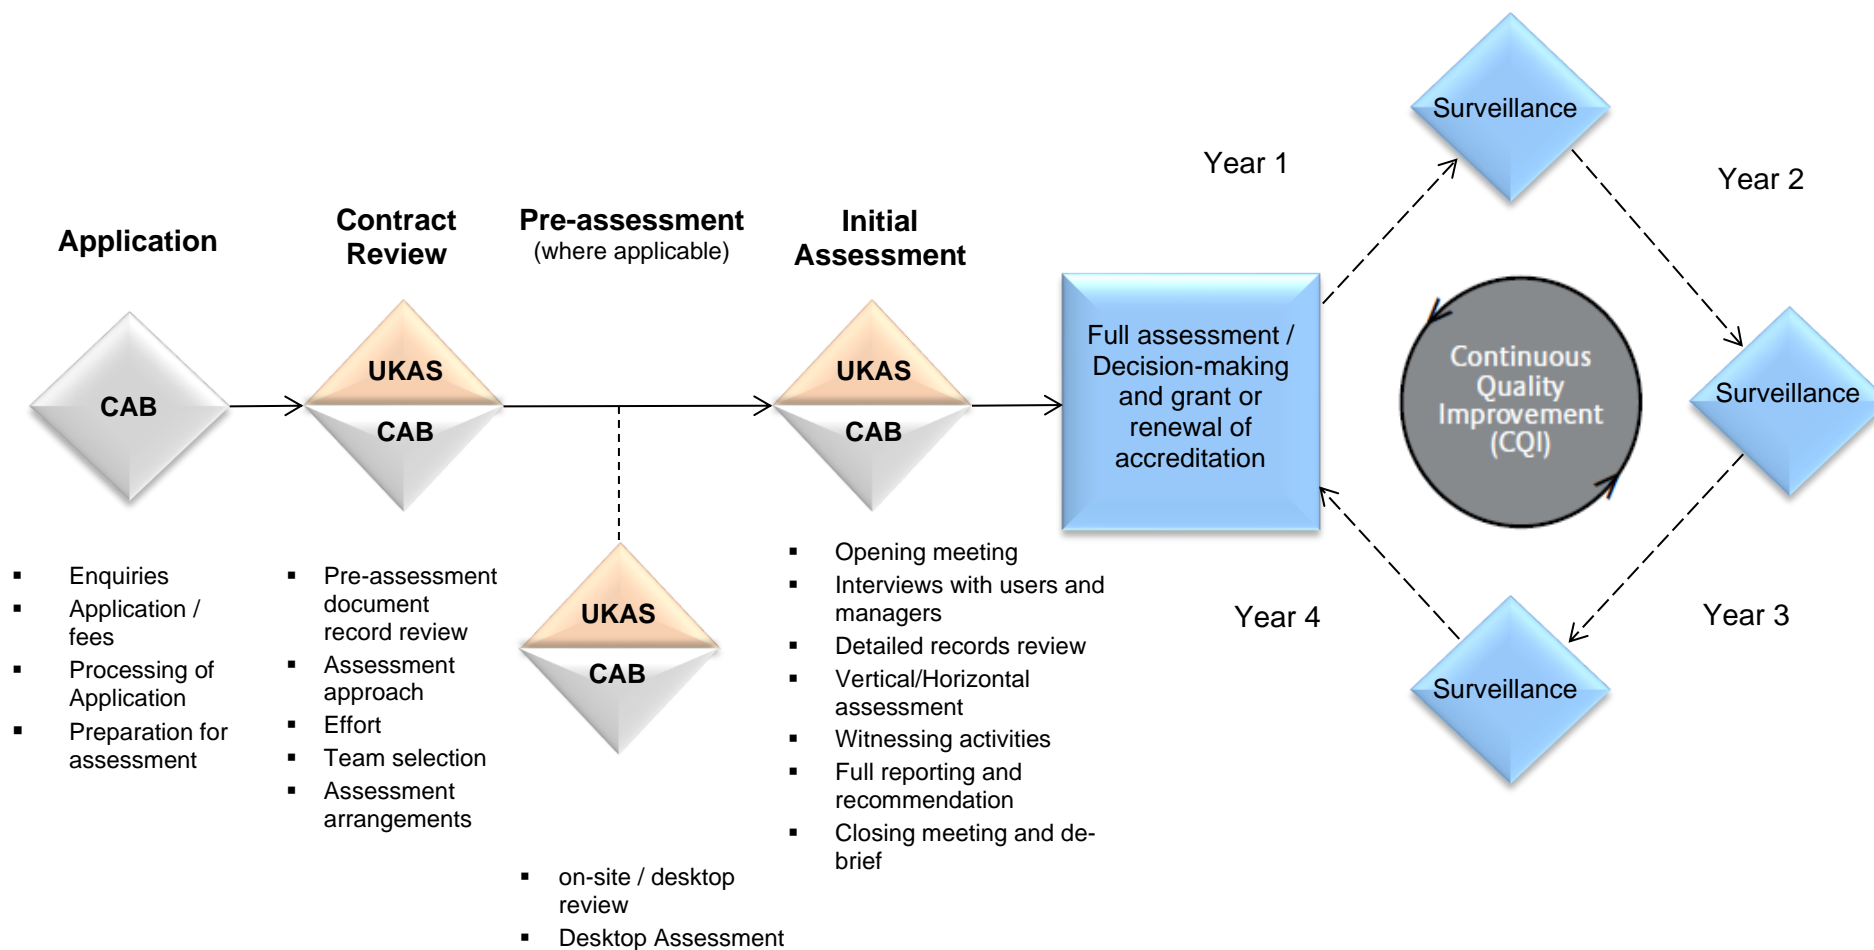 Application
CAB
▪ Enquiries
▪ Application /
fees
▪ Processing of
Application
▪ Preparation for
assessment
Contract
Review
UKAS
CAB
▪ Pre-assessment
document
record review
▪ Assessment
approach
▪ Effort
▪ Team selection
▪ Assessment
arrangements
Pre-assessment
(where applicable)
UKAS
CAB
▪ on-site / desktop
review
▪ Desktop Assessment
Initial
Assessment
UKAS
CAB
▪ Opening meeting
▪ Interviews with users and
managers
▪ Detailed records review
▪ Vertical/Horizontal
assessment
▪ Witnessing activities
▪ Full reporting and
recommendation
▪ Closing meeting and de-
brief
Full assessment /
Decision-making
and grant or
renewal of
accreditation
Year 1
Surveillance
Year 2
Surveillance
Year 3
Surveillance
Year 4
Continuous
Quality
Improvement
(CQI)